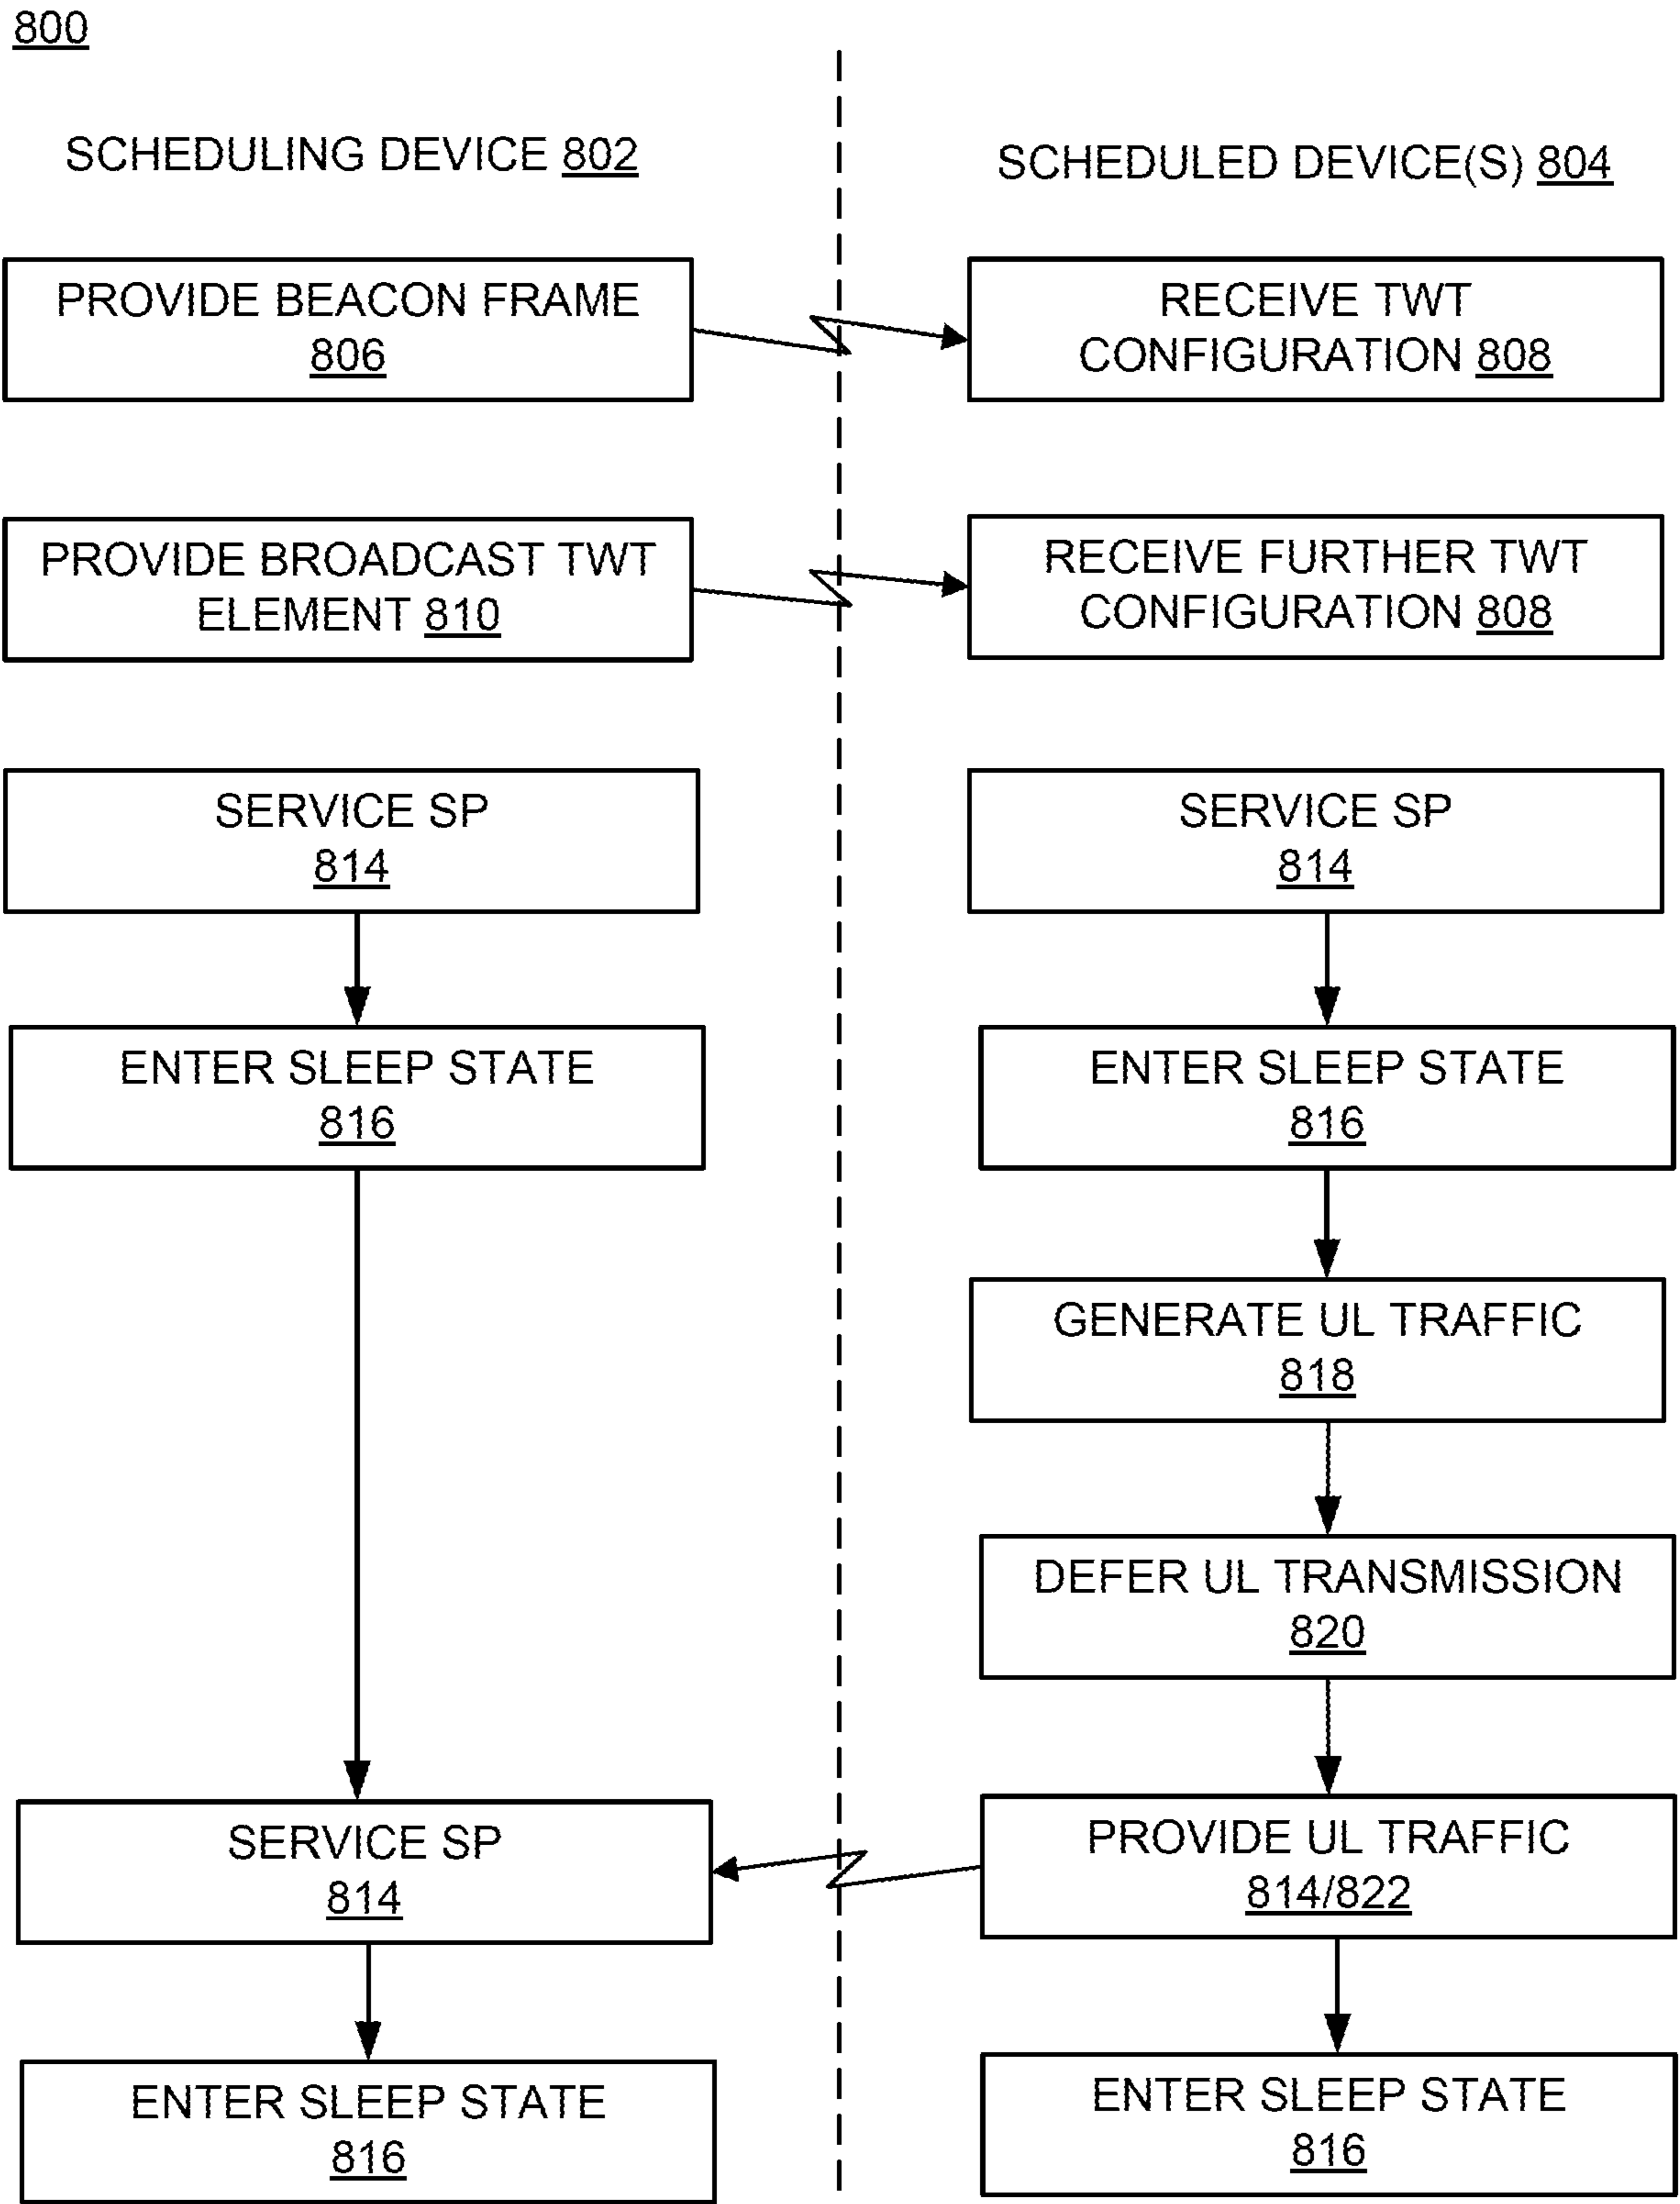 800
SCHEDULING DEVICE 802
SCHEDULED DEVICE(S) 804
PROVIDE BEACON FRAME
806
RECEIVE TWT
CONFIGURATION 808
PROVIDE BROADCAST TWT
ELEMENT 810
RECEIVE FURTHER TWT
CONFIGURATION 808
SERVICE SP
814
SERVICE SP
814
ENTER SLEEP STATE
816
ENTER SLEEP STATE
816
GENERATE UL TRAFFIC
818
DEFER UL TRANSMISSION
820
SERVICE SP
814
PROVIDE UL TRAFFIC
814/822
ENTER SLEEP STATE
816
ENTER SLEEP STATE
816